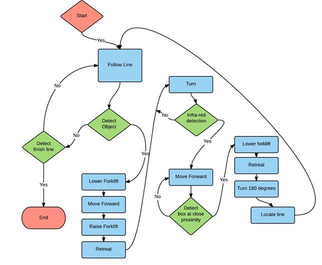 Start
Yes
Follow Line
No
Detect
finish line
No
Detect
Object
Yes
Yes
End
Lower Forklift
Move Forward
Raise Forklift
Retreat
Turn
No
Infra-red
detection
Yes
Move Forward
No
Detect
box at close
proximity
Yes
Lower forklift
Retreat
Turn 180 degrees
Locate line